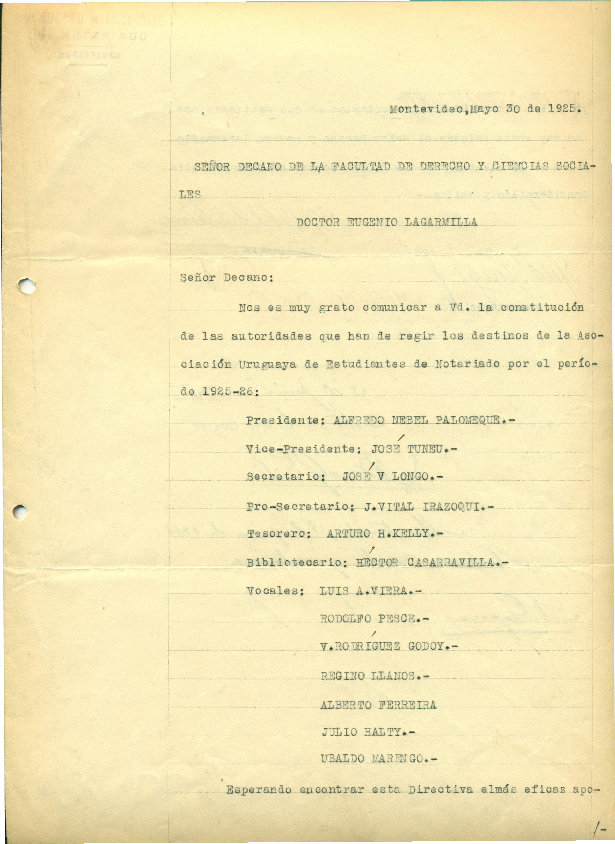 Montevideo,Mayo 30 de 1925.
SEÑOR DECANO DE LA FACULTAD DE DERECHO Y CIENCIAS SOCIA-
LES
DOCTOR EUGENIO LAGARMILLA
Señor Decano:
Nos es muy grato comunicar a Vd. la constitución
de las autoridades que han de regir los destinos de la Aso-
ciación Uruguaya de Estudiantes de Notariado por el perío-
do 1925-26:
Presidente: ALFREDO NEBEL PALOMEQUE.-
Vice-Presidente: JOSÉ TUNEU.-
Secretario: JOSÉ V LONGO.-
Pro-Secretario: J.VITAL IRAZOQUI.-
Tesorero: ARTURO H.KELLY.-
Bibliotecario: HÉCTOR CASARRAVILLA.-
Vocales: LUIS A.VIERA.-
RODOLFO PESCE.-
V.RODRÍGUEZ GODOY.-
REGINO LLANOS.-
ALBERTO FERREIRA
JULIO HALTY.-
UBALDO MARENGO.-
Esperando encontrar esta Directiva elmás eficaz apo-
/-